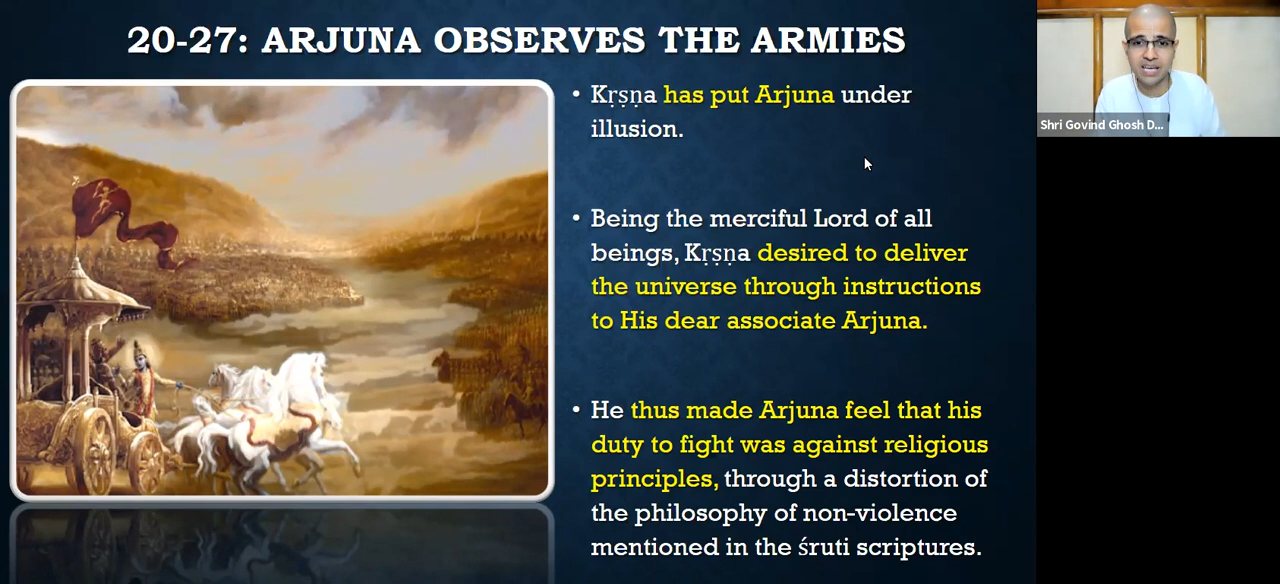 20-27: ARJUNA OBSERVES THE ARMIES
• Kṛṣṇa has put Arjuna under
illusion.
• Being the merciful Lord of all
beings, Kṛṣṇa desired to deliver
the universe through instructions
to His dear associate Arjuna.
• He thus made Arjuna feel that his
duty to fight was against religious
principles, through a distortion of
the philosophy of non-violence
mentioned in the śruti scriptures.
Shri Govind Ghosh D...